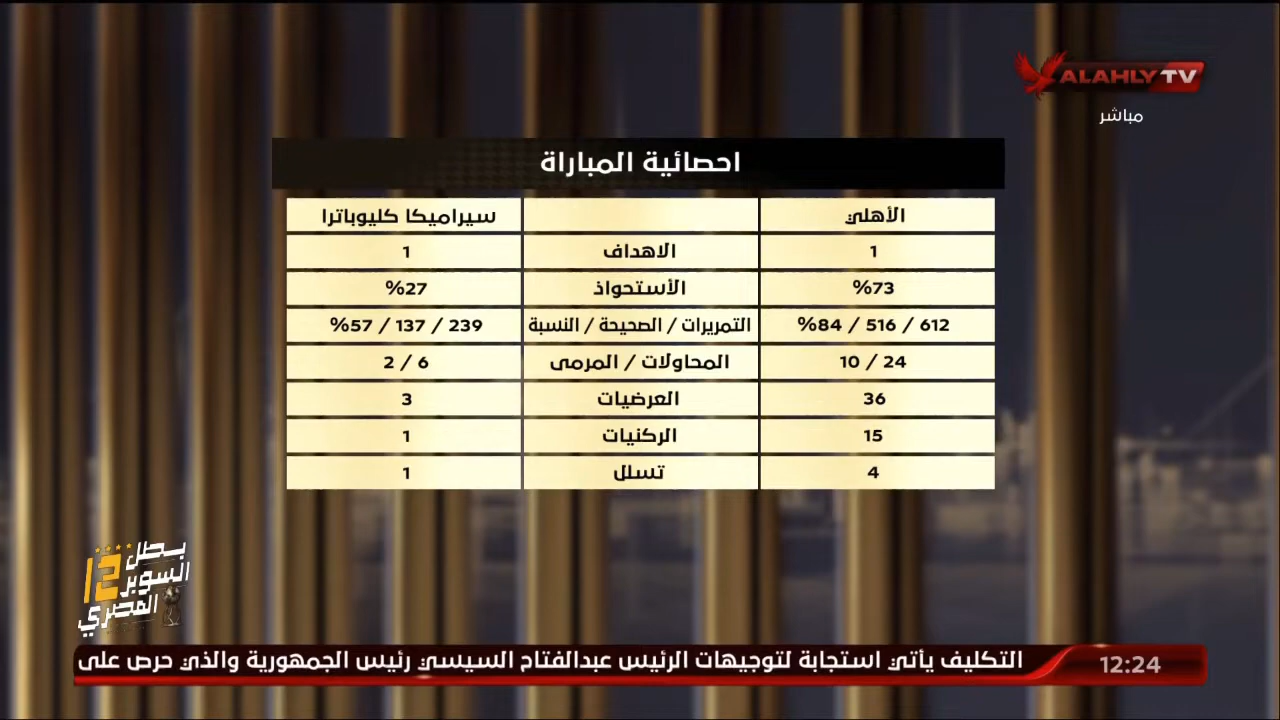 ALAHLY TV
مباشر
احصائية المباراة
الأهلي سيراميكا كليوباترا
1 الاهداف 1
%73 الأستحواذ %27
%84 / 516 / 612 التمريرات / الصحيحة / النسبة %57 / 137 / 239
10 / 24 المحاولات / المرمى 2 / 6
36 العرضيات 3
15 الركنيات 1
4 تسلل 1
بطل
السوبر 12
المصري
12:24 التكليف يأتي استجابة لتوجيهات الرئيس عبدالفتاح السيسي رئيس الجمهورية والذي حرص على